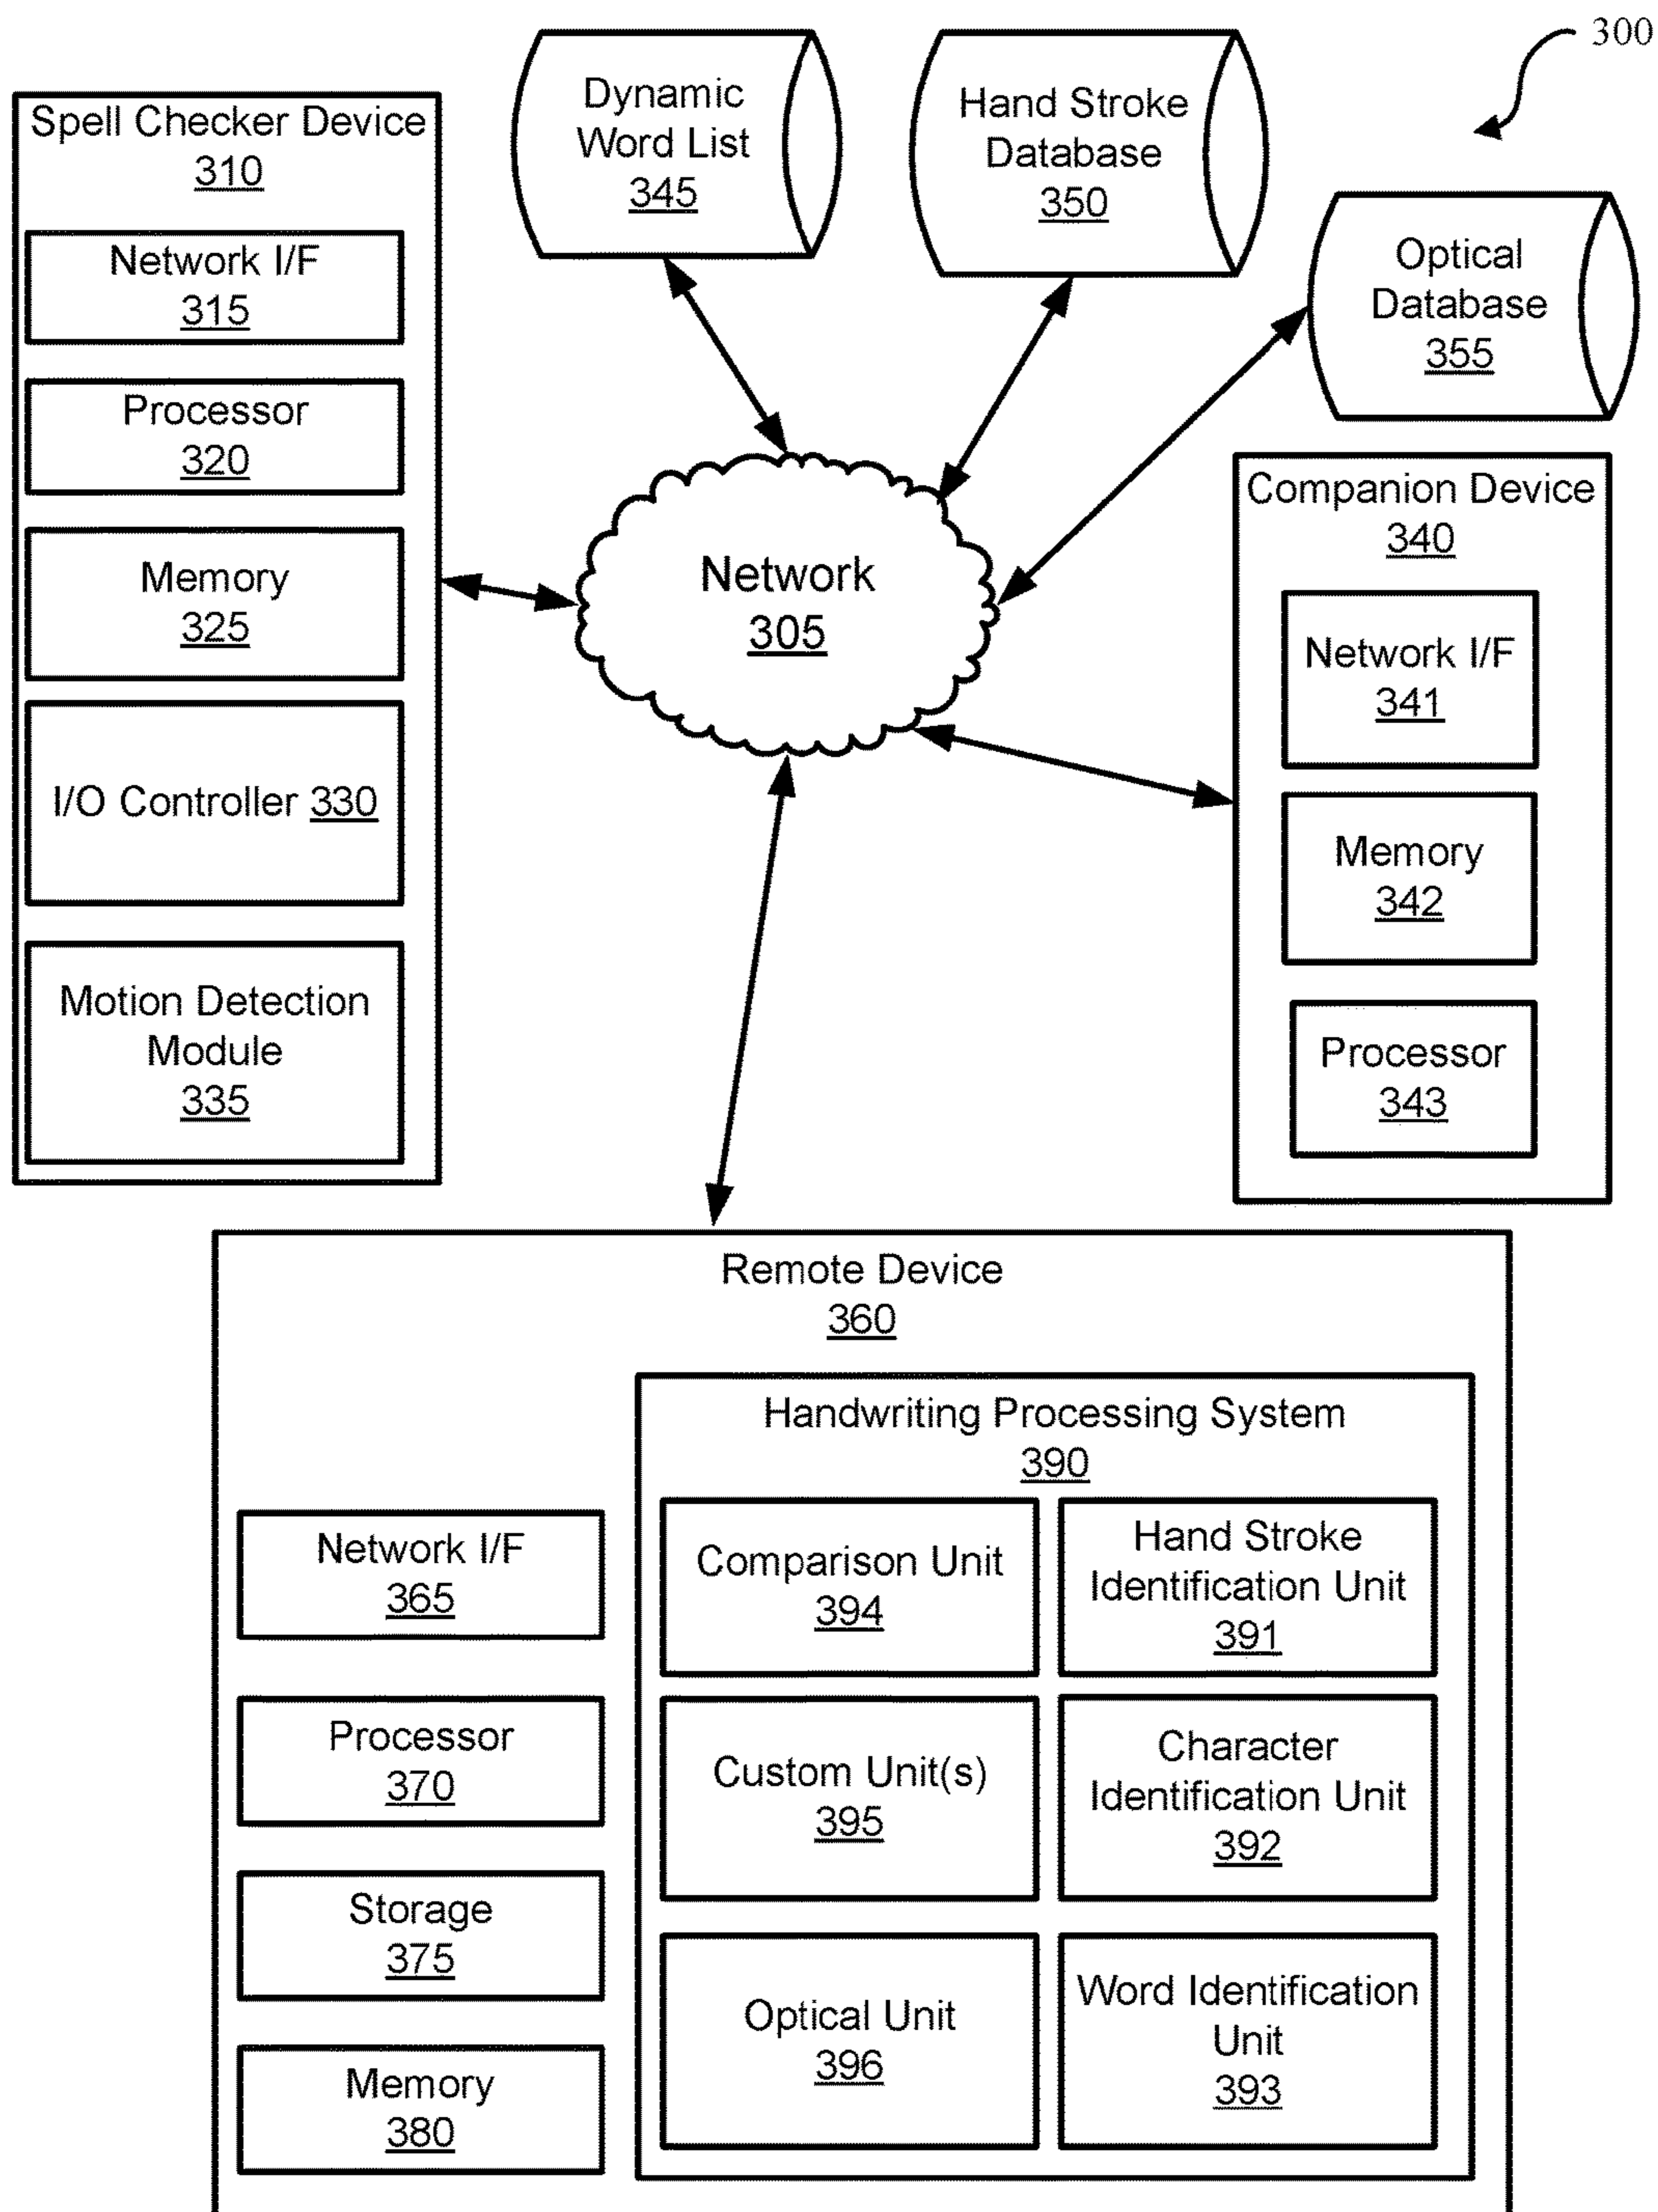 300
Spell Checker Device
310
Network I/F
315
Processor
320
Memory
325
I/O Controller 330
Motion Detection
Module
335
Dynamic
Word List
345
Hand Stroke
Database
350
Optical
Database
355
Network
305
Companion Device
340
Network I/F
341
Memory
342
Processor
343
Remote Device
360
Network I/F
365
Processor
370
Storage
375
Memory
380
Handwriting Processing System
390
Comparison Unit
394
Hand Stroke
Identification Unit
391
Custom Unit(s)
395
Character
Identification Unit
392
Optical Unit
396
Word Identification
Unit
393